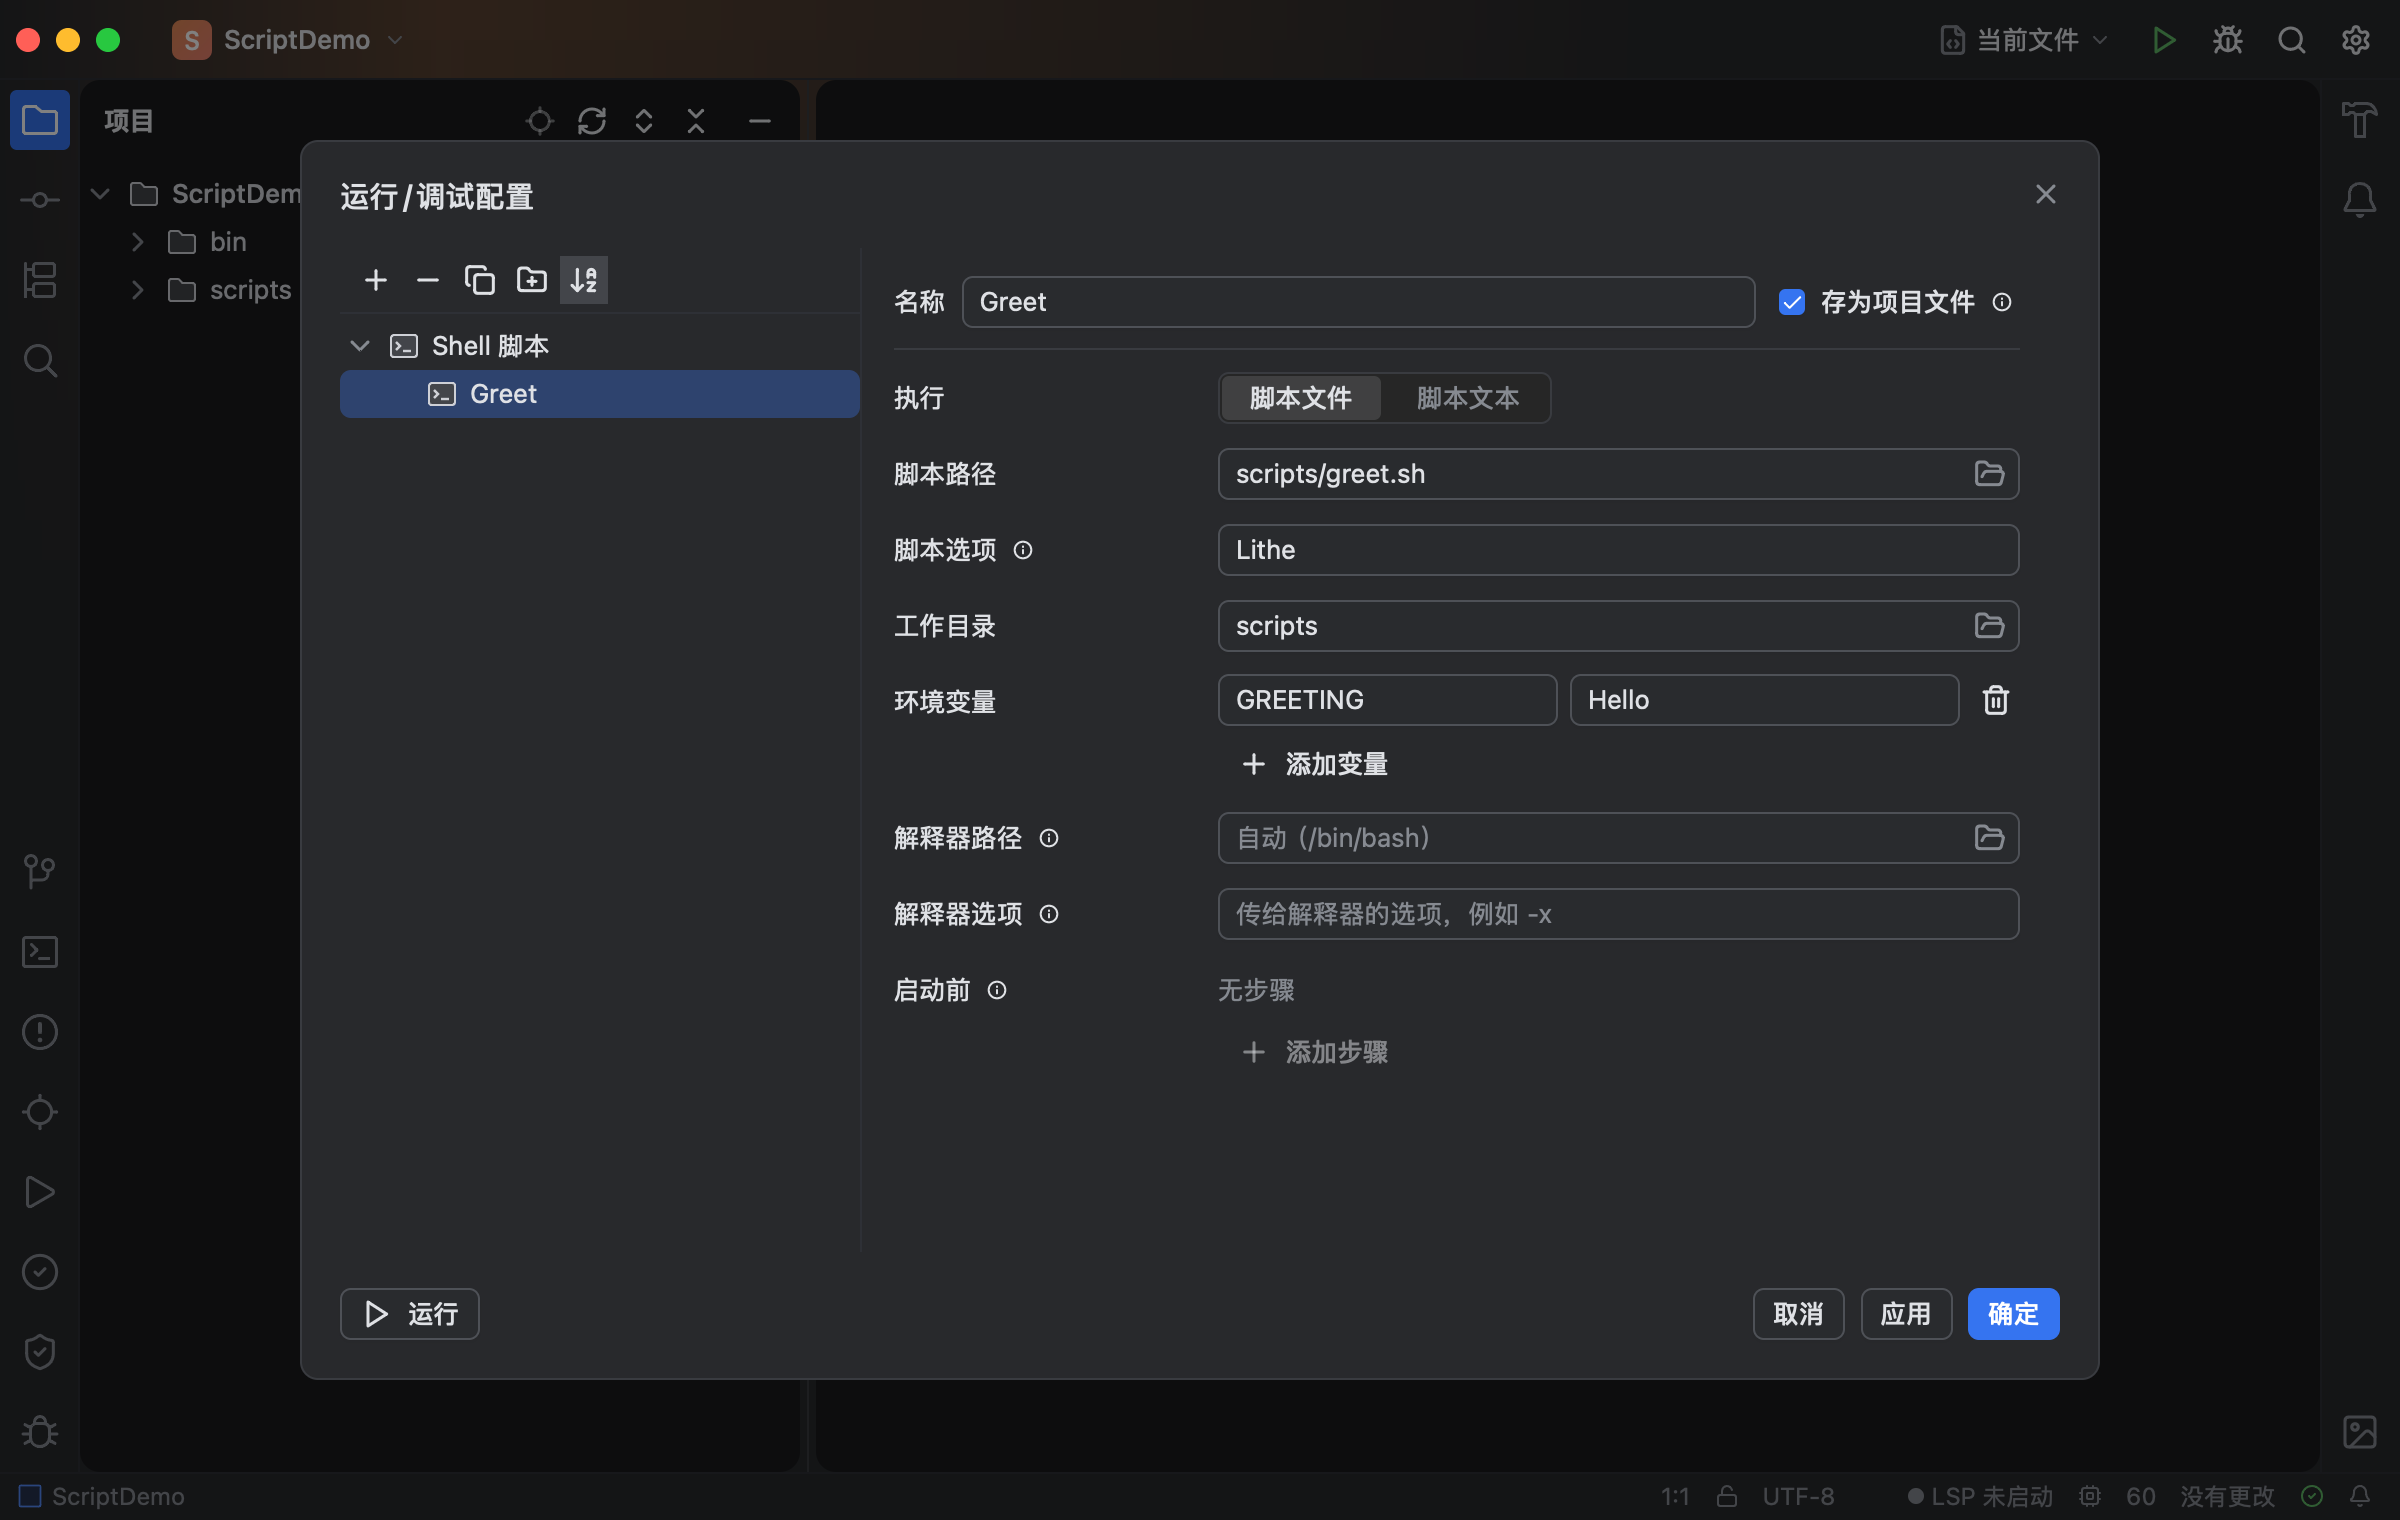 S ScriptDemo 当前文件
项目
ScriptDem
bin
scripts
运行/调试配置
Shell 脚本
Greet
名称 Greet 存为项目文件
执行 脚本文件 脚本文本
脚本路径 scripts/greet.sh
脚本选项 Lithe
工作目录 scripts
环境变量 GREETING Hello
添加变量
解释器路径 自动 (/bin/bash)
解释器选项 传给解释器的选项，例如 -x
启动前 无步骤
添加步骤
运行 取消 应用 确定
ScriptDemo 1:1 UTF-8 LSP 未启动 60 没有更改